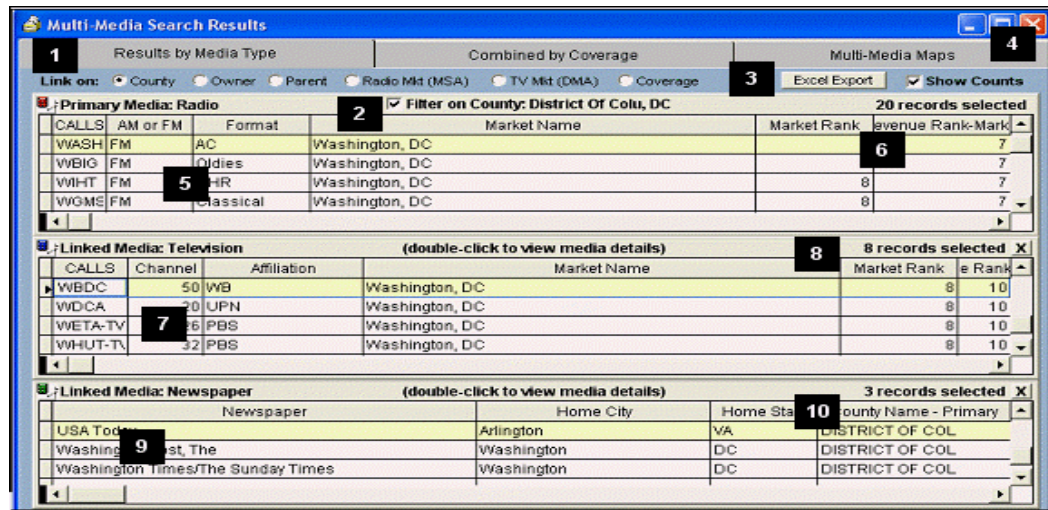 Multi-Media Search Results
1 Results by Media Type Combined by Coverage Multi-Media Maps 4
Link on: County Owner Parent Radio Mkt (MSA) TV Mkt (DMA) Coverage 3 Excel Export Show Counts
Primary Media: Radio 2 Filter on County: District Of Colu, DC 20 records selected
CALLS AM or FM Format Market Name Market Rank evenue Rank-Mark
WASH FM AC Washington, DC 7
WBIG FM Oldies Washington, DC 6 7
WIHT FM 5 HR Washington, DC 8 7
WGMS FM Classical Washington, DC 8 7
Linked Media: Television (double-click to view media details) 8 8 records selected X
CALLS Channel Affiliation Market Name Market Rank e Rank
WBDC 50 WB Washington, DC 8 10
WDCA 20 UPN Washington, DC 8 10
WETA-TV 7 26 PBS Washington, DC 8 10
WHUT-TV 32 PBS Washington, DC 8 10
Linked Media: Newspaper (double-click to view media details) 3 records selected X
Newspaper Home City Home Sta 10 ounty Name - Primary
USA Today Arlington VA DISTRICT OF COL
Washing 9 st, The Washington DC DISTRICT OF COL
Washington Times/The Sunday Times Washington DC DISTRICT OF COL